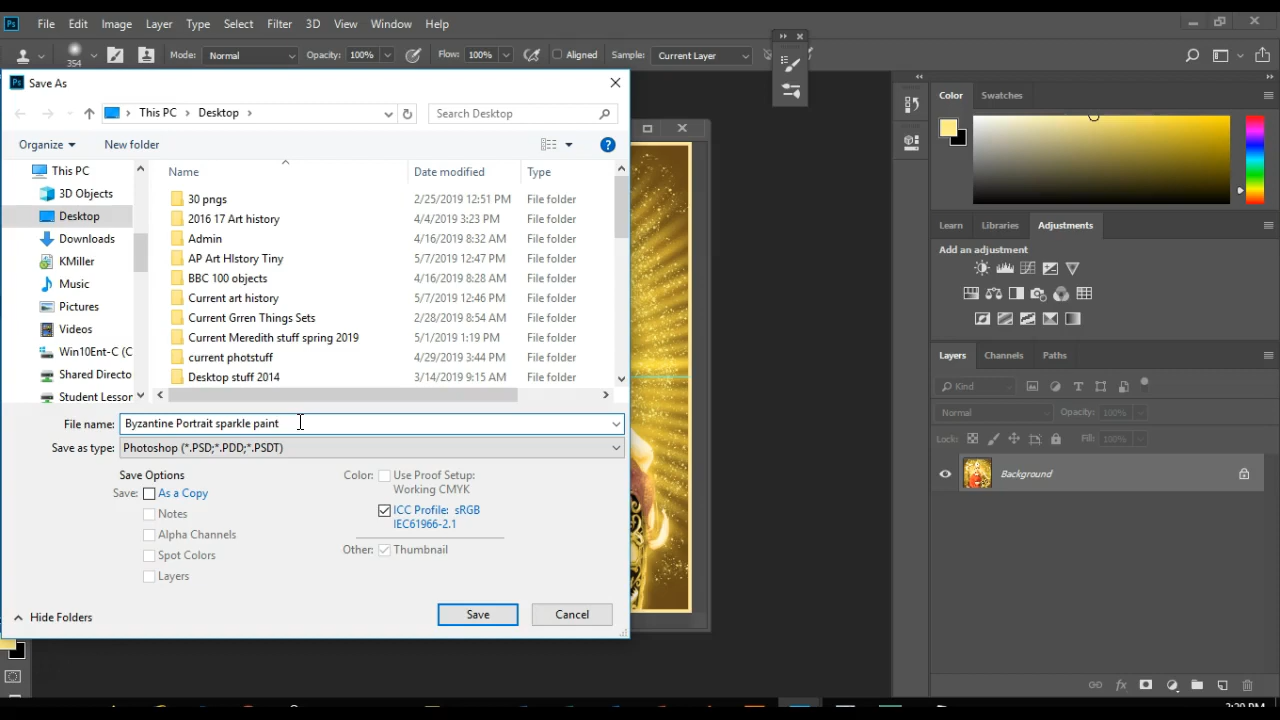 Ps File Edit Image Layer Type Select Filter 3D View Window Help
354 Mode: Normal Opacity: 100% Flow: 100% Aligned Sample: Current Layer
Save As
This PC Desktop Search Desktop
Organize New folder
This PC
3D Objects
Desktop
Downloads
KMiller
Music
Pictures
Videos
Win10Ent-C (C
Shared Directo
Student Lesson
Name Date modified Type
30 pngs 2/25/2019 12:51 PM File folder
2016 17 Art history 4/4/2019 3:23 PM File folder
Admin 4/16/2019 8:32 AM File folder
AP Art HIstory Tiny 5/7/2019 12:47 PM File folder
BBC 100 objects 4/16/2019 8:28 AM File folder
Current art history 5/7/2019 12:46 PM File folder
Current Grren Things Sets 2/28/2019 8:54 AM File folder
Current Meredith stuff spring 2019 5/1/2019 1:19 PM File folder
current photstuff 4/29/2019 3:44 PM File folder
Desktop stuff 2014 3/14/2019 9:15 AM File folder
File name: Byzantine Portrait sparkle paint
Save as type: Photoshop (*.PSD;*.PDD;*.PSDT)
Save Options
Save: As a Copy
Notes
Alpha Channels
Spot Colors
Layers
Color: Use Proof Setup:
Working CMYK
ICC Profile: sRGB
IEC61966-2.1
Other: Thumbnail
Hide Folders Save Cancel
Color Swatches
Learn Libraries Adjustments
Add an adjustment
Layers Channels Paths
Kind
Normal Opacity: 100%
Lock: Fill: 100%
Background